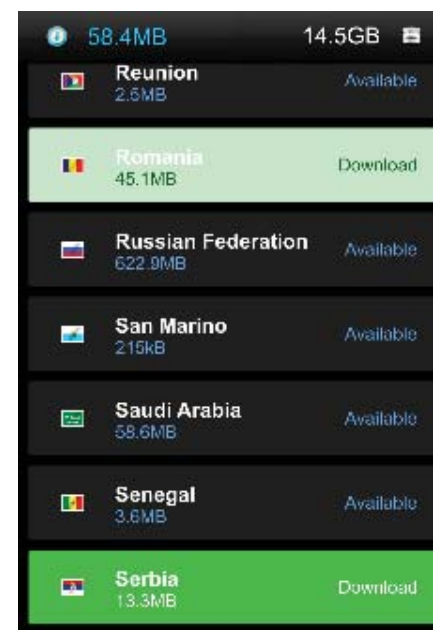 58.4MB 14.5GB
Reunion Available
2.5MB
Romania Download
45.1MB
Russian Federation Available
622.9MB
San Marino Available
215kB
Saudi Arabia Available
58.6MB
Senegal Available
3.6MB
Serbia Download
13.3MB